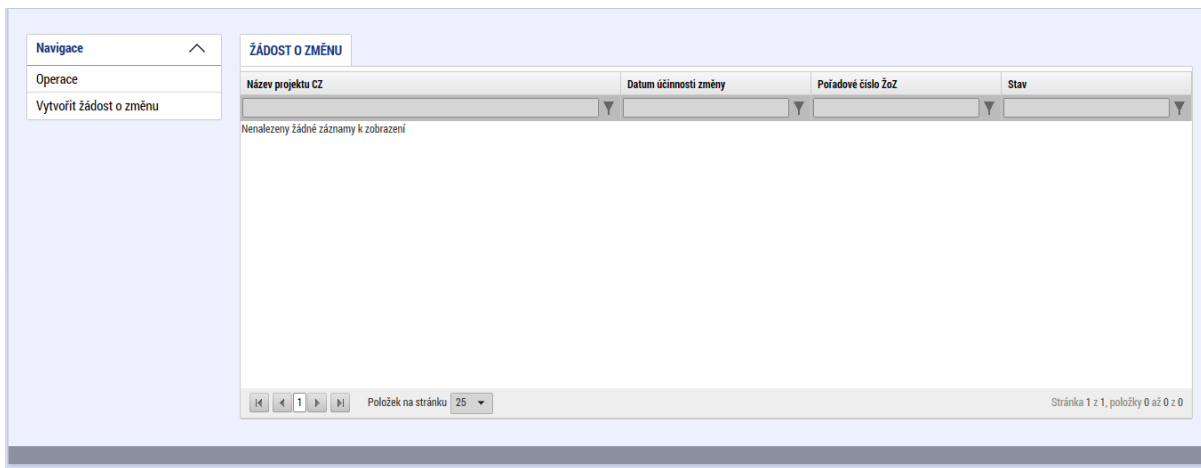 Navigace
Operace
Vytvořit žádost o změnu
ŽÁDOST O ZMĚNU
Název projektu CZ Datum účinnosti změny Pořadové číslo ŽoZ Stav
Nenalezeny žádné záznamy k zobrazení
1 Položek na stránku 25 Stránka 1 z 1, položky 0 až 0 z 0